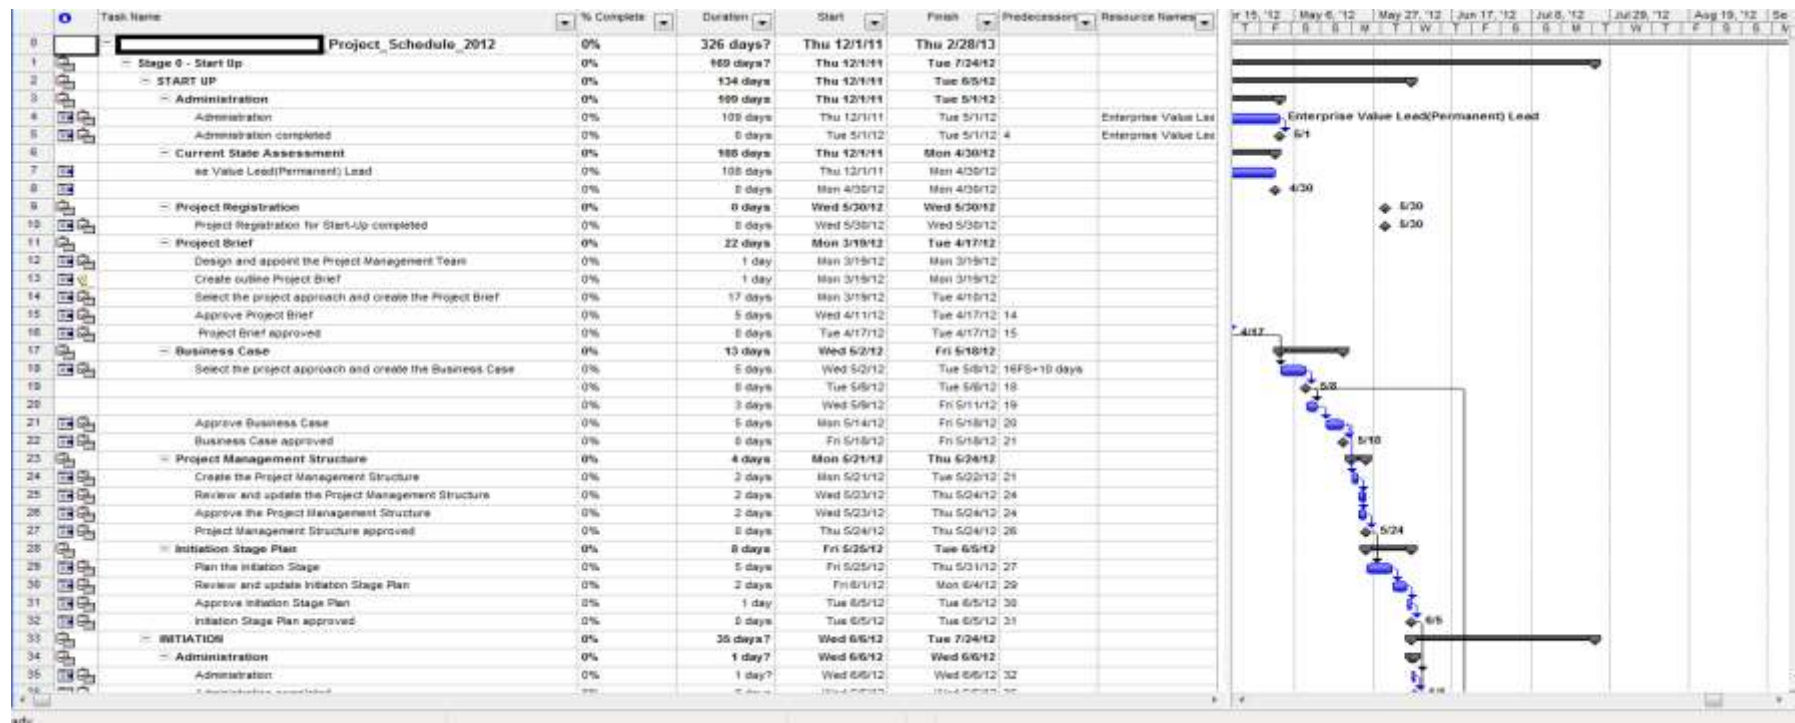 Task Name % Complete Duration Start Finish Predecessors Resource Names r 15, '12 May 6, '12 May 27, '12 Jun 17, '12 Jul 8, '12 Jul 29, '12 Aug 19, '12 Se
T F S S M T W T F S S M T W T F S S M
0 Project_Schedule_2012 0% 326 days? Thu 12/1/11 Thu 2/28/13
1 Stage 0 - Start Up 0% 169 days? Thu 12/1/11 Tue 7/24/12
2 START UP 0% 134 days Thu 12/1/11 Tue 6/5/12
3 Administration 0% 109 days Thu 12/1/11 Tue 5/1/12
4 Administration 0% 109 days Thu 12/1/11 Tue 5/1/12 Enterprise Value Lea Enterprise Value Lead(Permanent) Lead
5 Administration completed 0% 0 days Tue 5/1/12 Tue 5/1/12 4 Enterprise Value Lea 5/1
6 Current State Assessment 0% 108 days Thu 12/1/11 Mon 4/30/12
7 se Value Lead(Permanent) Lead 0% 108 days Thu 12/1/11 Mon 4/30/12
8 0% 0 days Mon 4/30/12 Mon 4/30/12 4/30
9 Project Registration 0% 0 days Wed 5/30/12 Wed 5/30/12 5/30
10 Project Registration for Start-Up completed 0% 0 days Wed 5/30/12 Wed 5/30/12 5/30
11 Project Brief 0% 22 days Mon 3/19/12 Tue 4/17/12
12 Design and appoint the Project Management Team 0% 1 day Mon 3/19/12 Mon 3/19/12
13 Create outline Project Brief 0% 1 day Mon 3/19/12 Mon 3/19/12
14 Select the project approach and create the Project Brief 0% 17 days Mon 3/19/12 Tue 4/10/12
15 Approve Project Brief 0% 5 days Wed 4/11/12 Tue 4/17/12 14
16 Project Brief approved 0% 0 days Tue 4/17/12 Tue 4/17/12 15 4/17
17 Business Case 0% 13 days Wed 5/2/12 Fri 5/18/12
18 Select the project approach and create the Business Case 0% 5 days Wed 5/2/12 Tue 5/8/12 16FS+10 days
19 0% 0 days Tue 5/8/12 Tue 5/8/12 18 5/8
20 0% 3 days Wed 5/9/12 Fri 5/11/12 19
21 Approve Business Case 0% 5 days Mon 5/14/12 Fri 5/18/12 20
22 Business Case approved 0% 0 days Fri 5/18/12 Fri 5/18/12 21 5/18
23 Project Management Structure 0% 4 days Mon 5/21/12 Thu 5/24/12
24 Create the Project Management Structure 0% 2 days Mon 5/21/12 Tue 5/22/12 21
25 Review and update the Project Management Structure 0% 2 days Wed 5/23/12 Thu 5/24/12 24
26 Approve the Project Management Structure 0% 2 days Wed 5/23/12 Thu 5/24/12 24
27 Project Management Structure approved 0% 0 days Thu 5/24/12 Thu 5/24/12 26 5/24
28 Initiation Stage Plan 0% 8 days Fri 5/25/12 Tue 6/5/12
29 Plan the Initiation Stage 0% 5 days Fri 5/25/12 Thu 5/31/12 27
30 Review and update Initiation Stage Plan 0% 2 days Fri 6/1/12 Mon 6/4/12 29
31 Approve Initiation Stage Plan 0% 1 day Tue 6/5/12 Tue 6/5/12 30
32 Initiation Stage Plan approved 0% 0 days Tue 6/5/12 Tue 6/5/12 31 6/5
33 INITIATION 0% 35 days? Wed 6/6/12 Tue 7/24/12
34 Administration 0% 1 day? Wed 6/6/12 Wed 6/6/12
35 Administration 0% 1 day? Wed 6/6/12 Wed 6/6/12 32